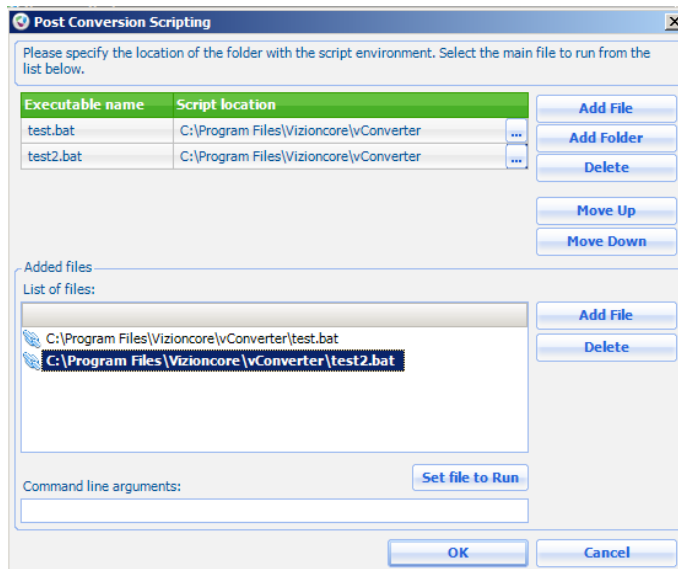 Post Conversion Scripting
Please specify the location of the folder with the script environment. Select the main file to run from the
list below.
Executable name Script location
test.bat C:\Program Files\Vizioncore\vConverter ...
test2.bat C:\Program Files\Vizioncore\vConverter ...
Add File
Add Folder
Delete
Move Up
Move Down
Added files
List of files:
C:\Program Files\Vizioncore\vConverter\test.bat
C:\Program Files\Vizioncore\vConverter\test2.bat
Add File
Delete
Set file to Run
Command line arguments:
OK Cancel